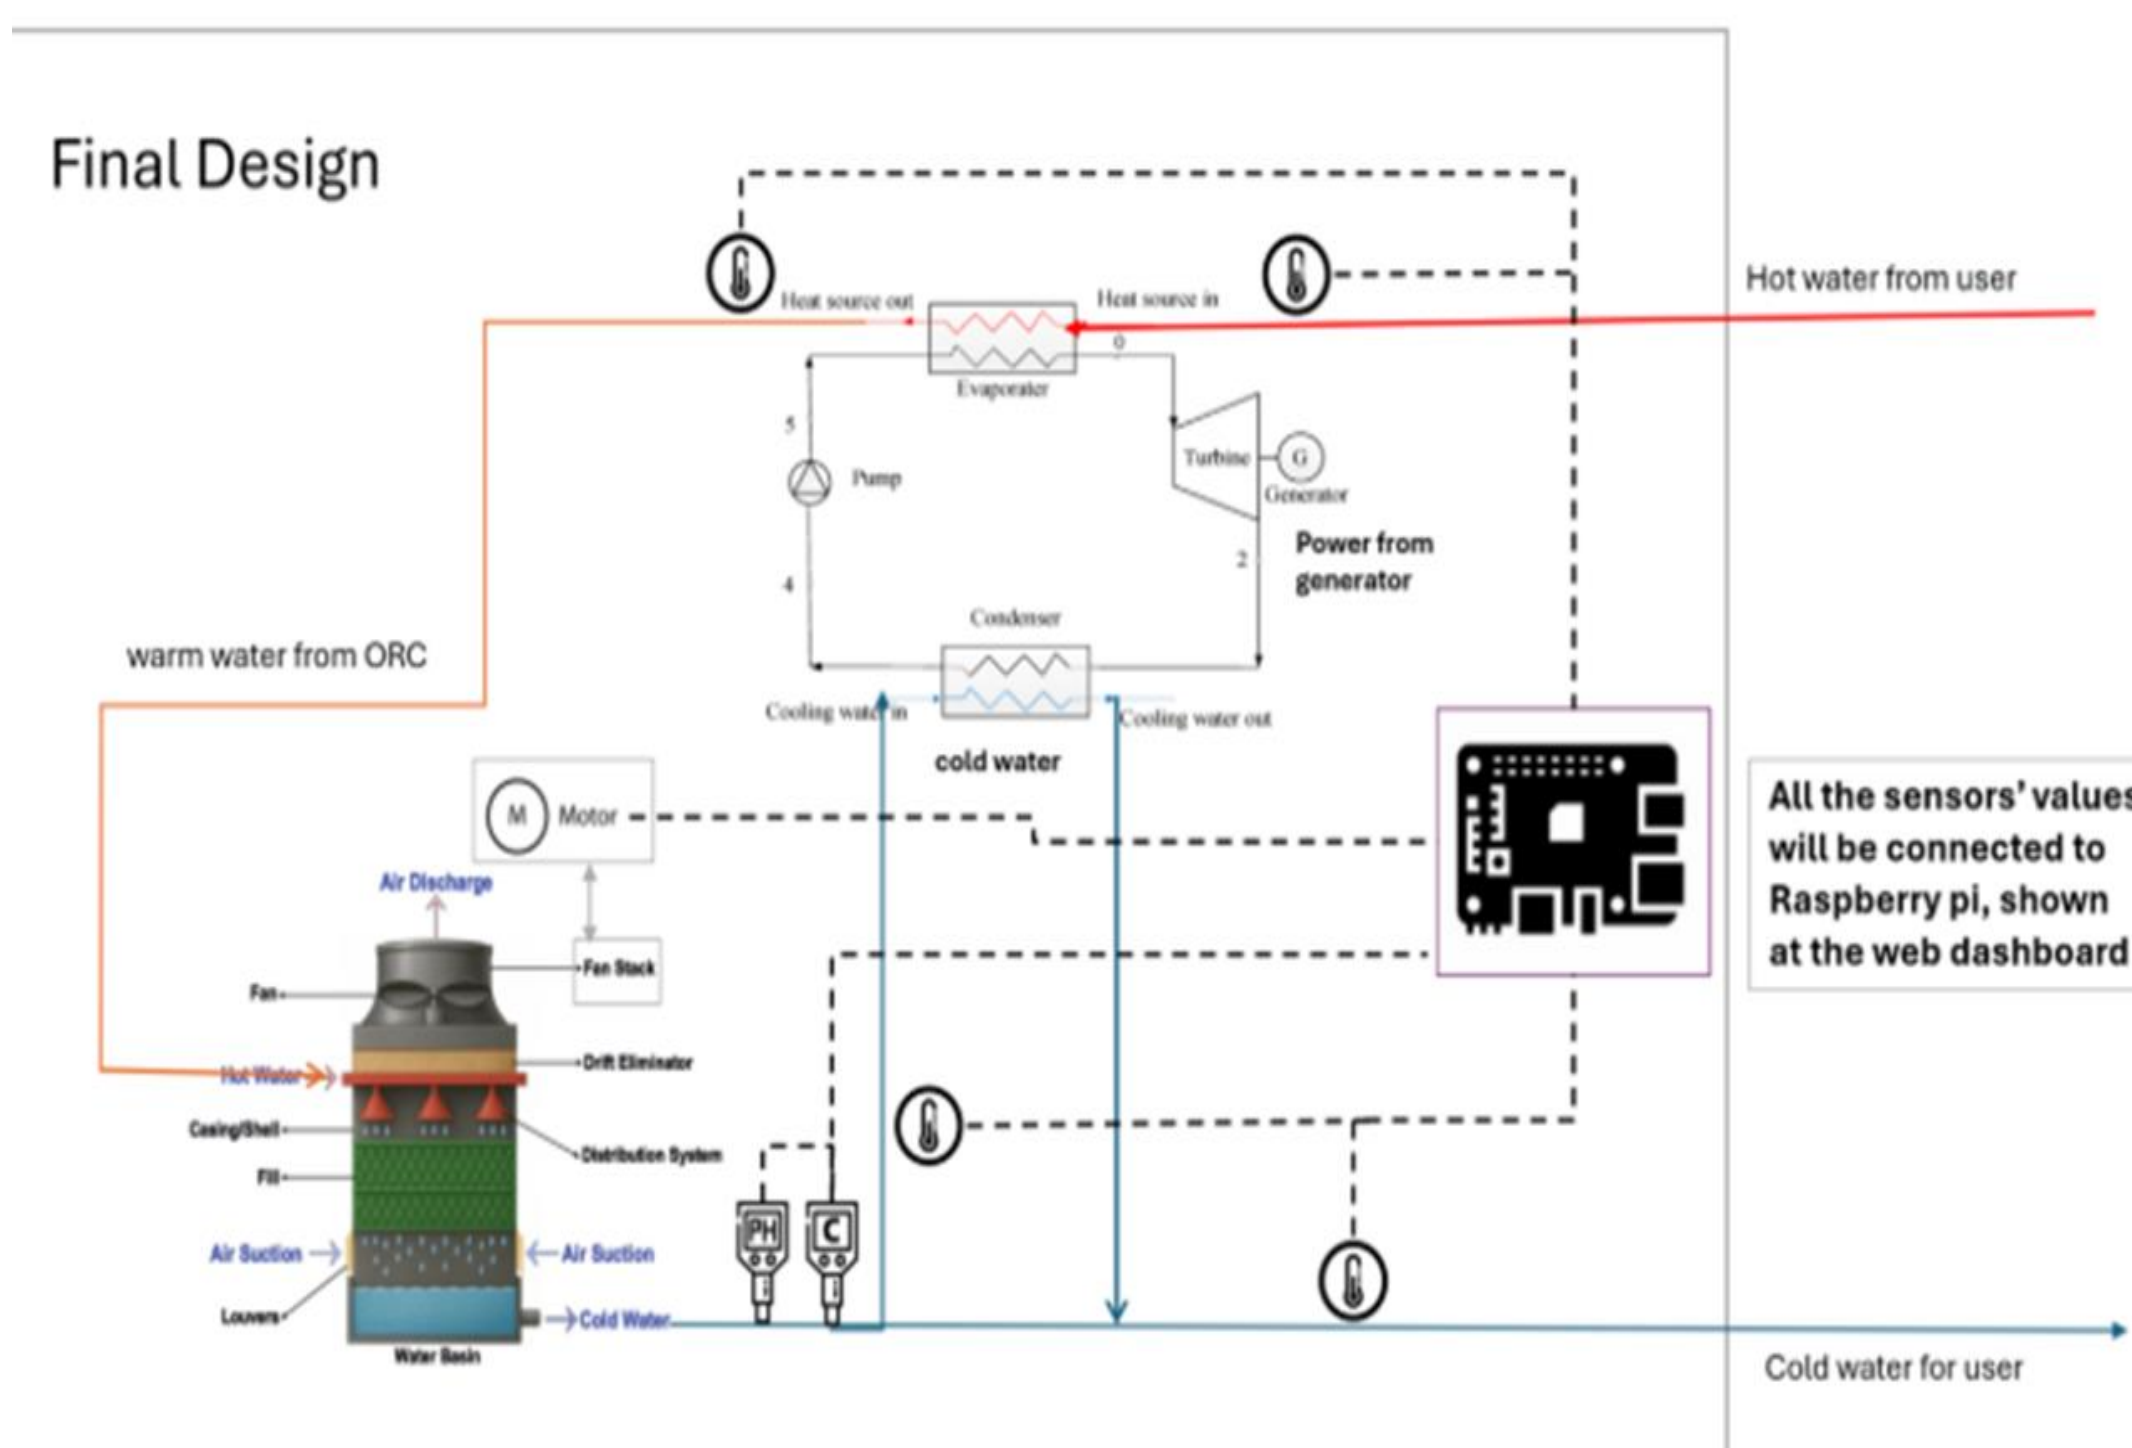 Final Design
Hot water from user
Heat source out
Heat source in
0
Evaporater
5
Pump
Turbine
G
Generator
Power from
generator
2
4
Condenser
warm water from ORC
Cooling water in
Cooling water out
cold water
M
Motor
All the sensors' values
will be connected to
Raspberry pi, shown
at the web dashboard
Air Discharge
Fan Stack
Fan
Drift Eliminator
Hot Water
Casing/Shell
Distribution System
Fill
PH
C
Air Suction
Air Suction
Louvers
Cold Water
Water Basin
Cold water for user